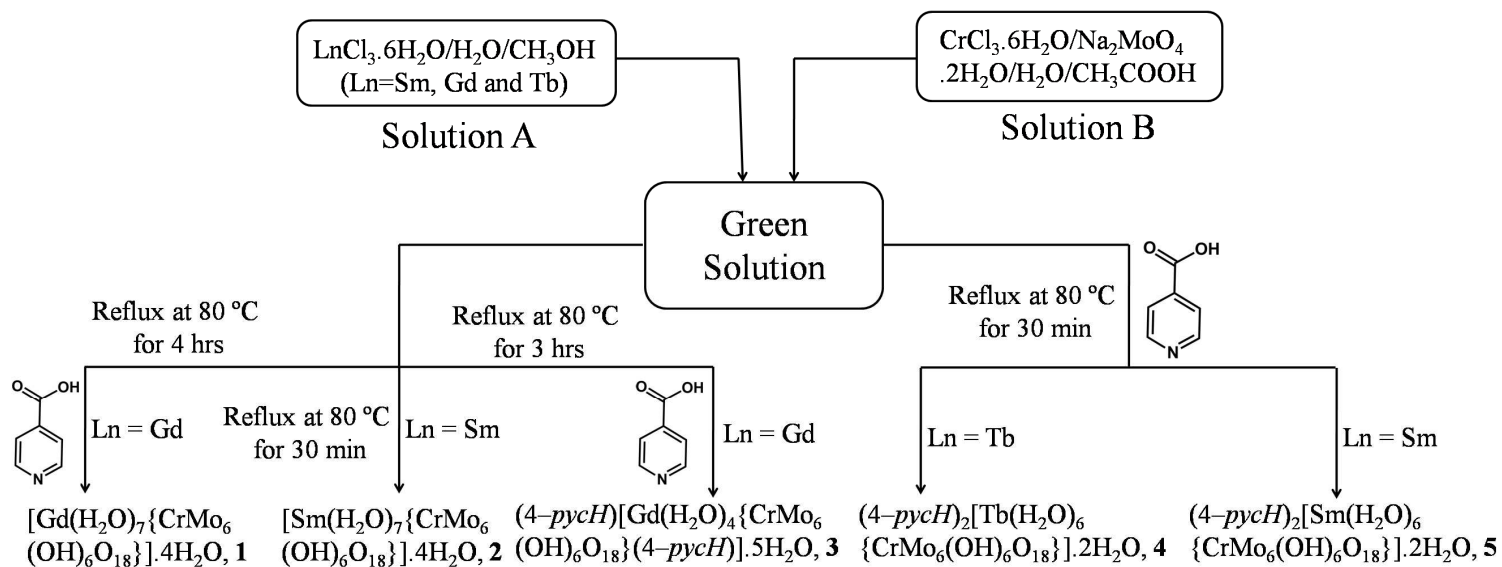 LnCl₃.6H₂O/H₂O/CH₃OH
(Ln=Sm, Gd and Tb)
Solution A
CrCl₃.6H₂O/Na₂MoO₄
.2H₂O/H₂O/CH₃COOH
Solution B
Green
Solution
Reflux at 80 ºC
for 4 hrs
Reflux at 80 ºC
for 3 hrs
Reflux at 80 ºC
for 30 min
O
OH
N
O
OH
N
Ln = Gd
Reflux at 80 ºC
for 30 min
Ln = Sm
O
OH
N
Ln = Gd
Ln = Tb
Ln = Sm
[Gd(H₂O)₇{CrMo₆
(OH)₆O₁₈}].4H₂O, 1
[Sm(H₂O)₇{CrMo₆
(OH)₆O₁₈}].4H₂O, 2
(4–pycH)[Gd(H₂O)₄{CrMo₆
(OH)₆O₁₈}(4–pycH)].5H₂O, 3
(4–pycH)₂[Tb(H₂O)₆
{CrMo₆(OH)₆O₁₈}].2H₂O, 4
(4–pycH)₂[Sm(H₂O)₆
{CrMo₆(OH)₆O₁₈}].2H₂O, 5